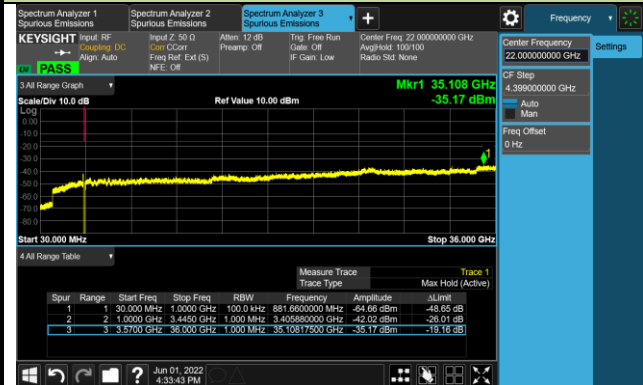 Spectrum Analyzer 1
Spurious Emissions
Spectrum Analyzer 2
Spurious Emissions
Spectrum Analyzer 3
Spurious Emissions
Frequency
KEYSIGHT
Input: RF
Coupling: DC
Align: Auto
PASS
Input Z: 50 Ω
Corr CCorr
Freq Ref: Ext (S)
NFE: Off
Atten: 12 dB
Preamp: Off
Trig: Free Run
Gate: Off
IF Gain: Low
Center Freq: 22.000000000 GHz
Avg|Hold: 100/100
Radio Std: None
Center Frequency
22.000000000 GHz
Settings
CF Step
4.399000000 GHz
Auto
Man
Freq Offset
0 Hz
3 All Range Graph
Mkr1 35.108 GHz
Scale/Div 10.0 dB
Ref Value 10.00 dBm
-35.17 dBm
Log
0.00
-10.0
-20.0
-30.0
-40.0
-50.0
-60.0
-70.0
-80.0
1
Start 30.000 MHz
Stop 36.000 GHz
4 All Range Table
Measure Trace Trace 1
Trace Type Max Hold (Active)
Spur Range Start Freq Stop Freq RBW Frequency Amplitude ΔLimit
1 1 30.000 MHz 1.0000 GHz 100.0 kHz 881.6600000 MHz -64.66 dBm -48.65 dB
2 2 1.0000 GHz 3.4450 GHz 1.000 MHz 3.405880000 GHz -42.02 dBm -26.01 dB
3 3 3.5700 GHz 36.000 GHz 1.000 MHz 35.10817500 GHz -35.17 dBm -19.16 dB
Jun 01, 2022
4:33:43 PM